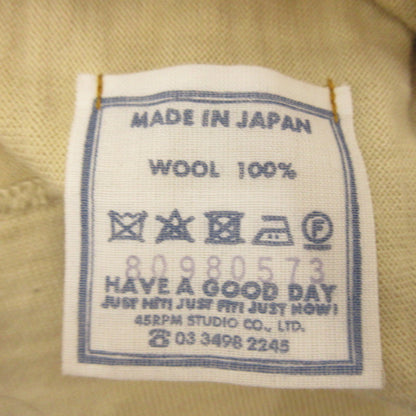 MADE IN JAPAN
WOOL 100%
F
80980573
HAVE A GOOD DAY
JUST HIT! JUST FIT! JUST NOW!
45RPM STUDIO CO., LTD.
☎ 03 3498 2245